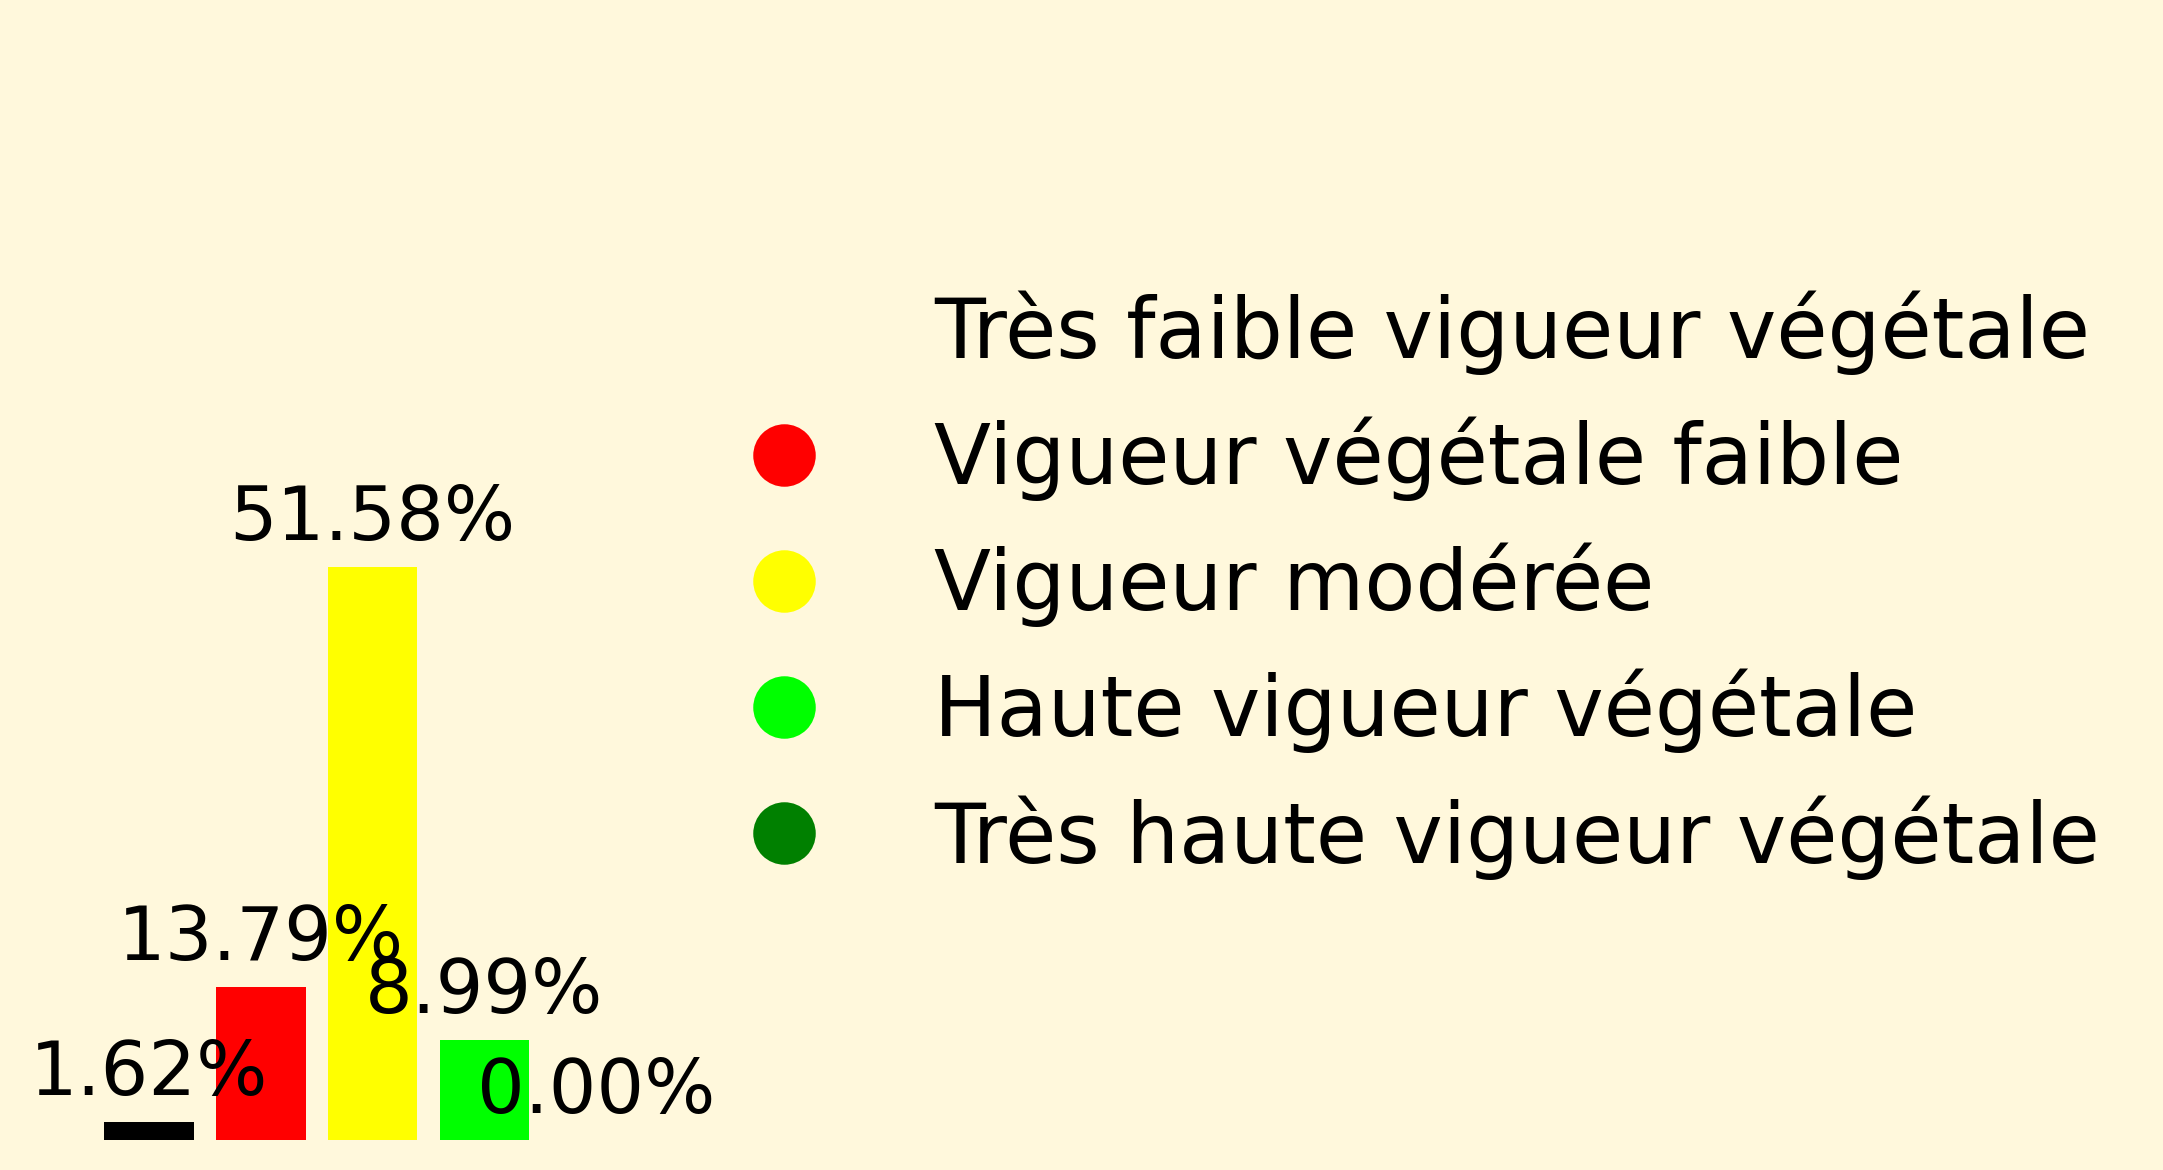 Très faible vigueur végétale
Vigueur végétale faible
Vigueur modérée
Haute vigueur végétale
Très haute vigueur végétale
51.58%
13.79%
8.99%
1.62%
0.00%